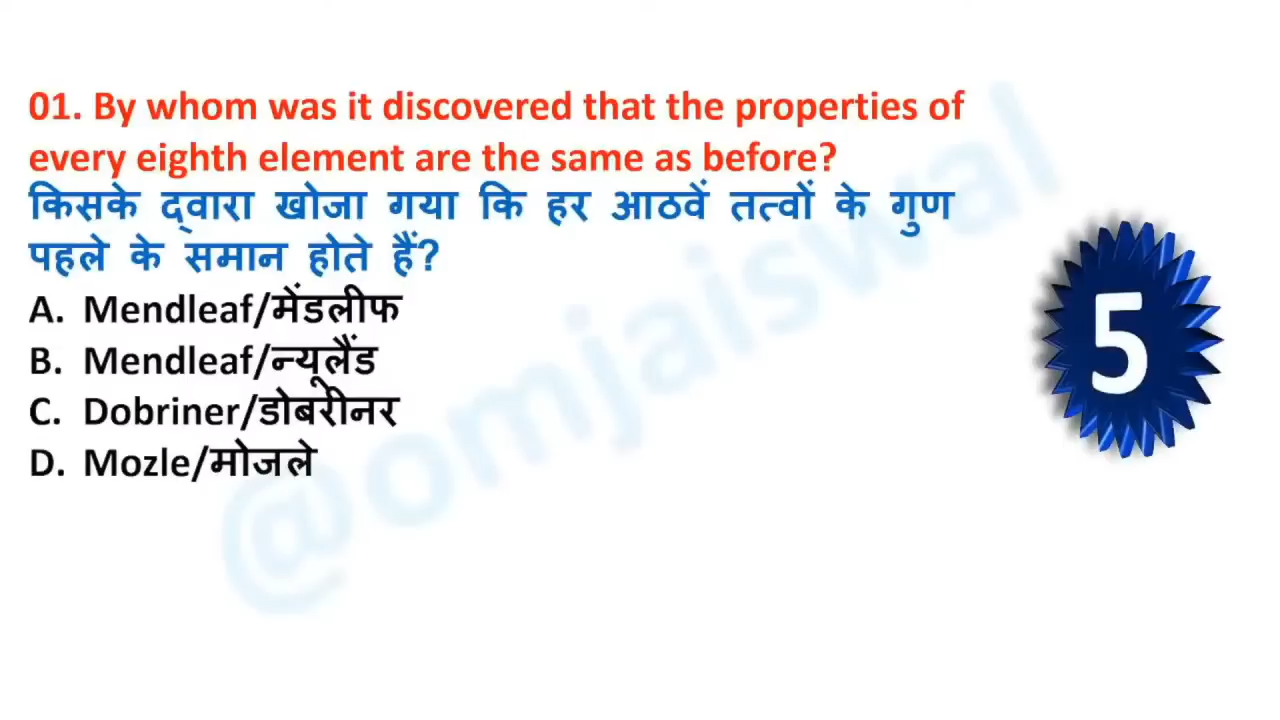 01. By whom was it discovered that the properties of
every eighth element are the same as before?
किसके द्वारा खोजा गया कि हर आठवें तत्वों के गुण
पहले के समान होते हैं?
A. Mendleaf/मेंडलीफ
B. Mendleaf/न्यूलैंड
C. Dobriner/डोबरीनर
D. Mozle/मोजले
5
@omjaiswal